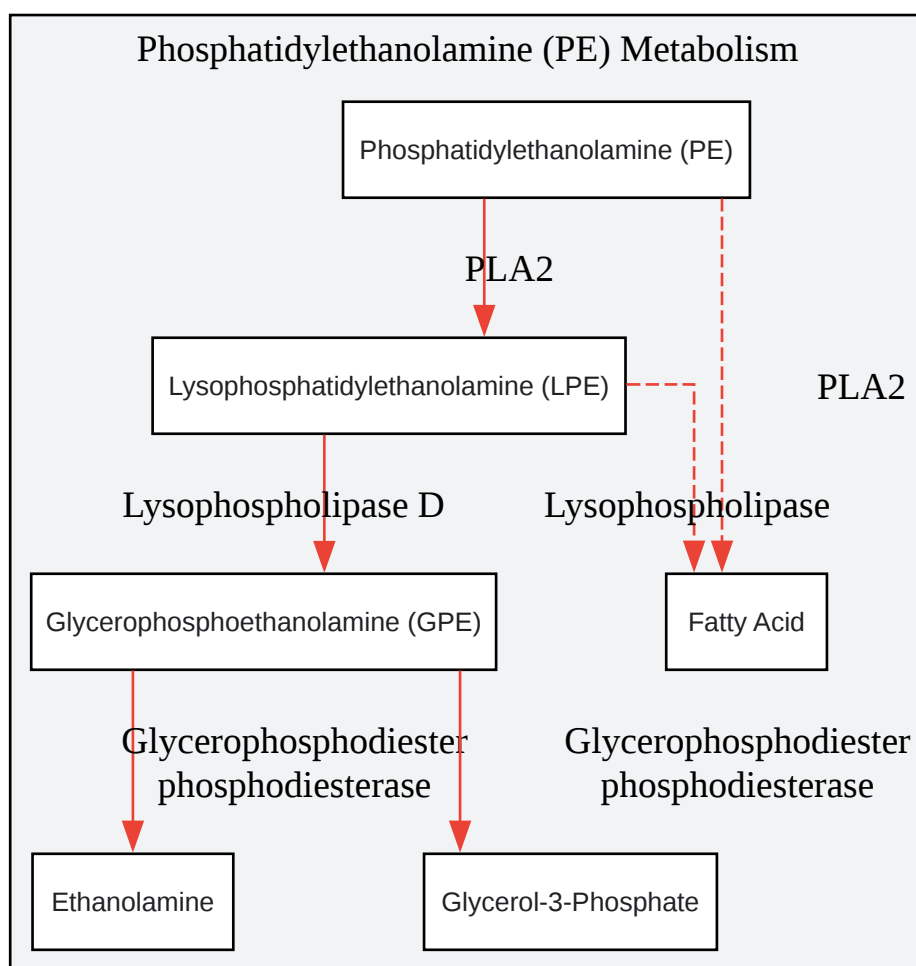 Phosphatidylethanolamine (PE) Metabolism
Phosphatidylethanolamine (PE)
PLA2
Lysophosphatidylethanolamine (LPE)
PLA2
Lysophospholipase D
Lysophospholipase
Glycerophosphoethanolamine (GPE)
Fatty Acid
Glycerophosphodiester
phosphodiesterase
Glycerophosphodiester
phosphodiesterase
Ethanolamine
Glycerol-3-Phosphate